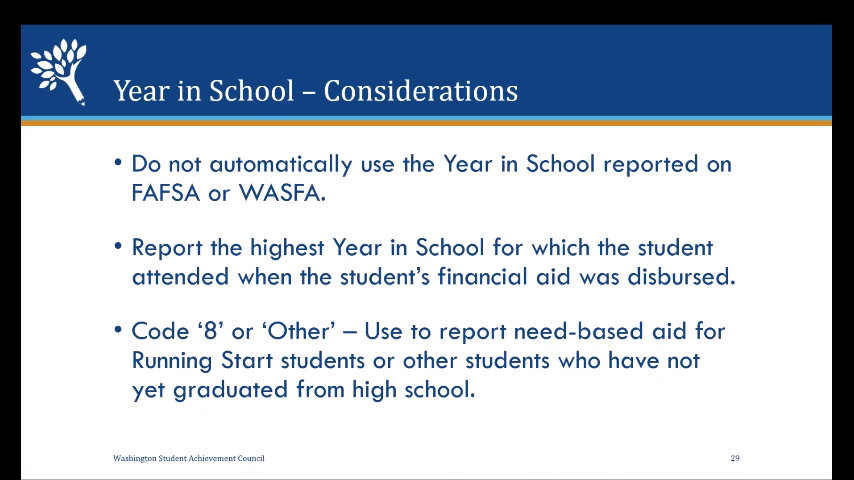 Year in School – Considerations
• Do not automatically use the Year in School reported on
FAFSA or WASFA.
• Report the highest Year in School for which the student
attended when the student’s financial aid was disbursed.
• Code ‘8’ or ‘Other’ – Use to report need-based aid for
Running Start students or other students who have not
yet graduated from high school.
Washington Student Achievement Council
29